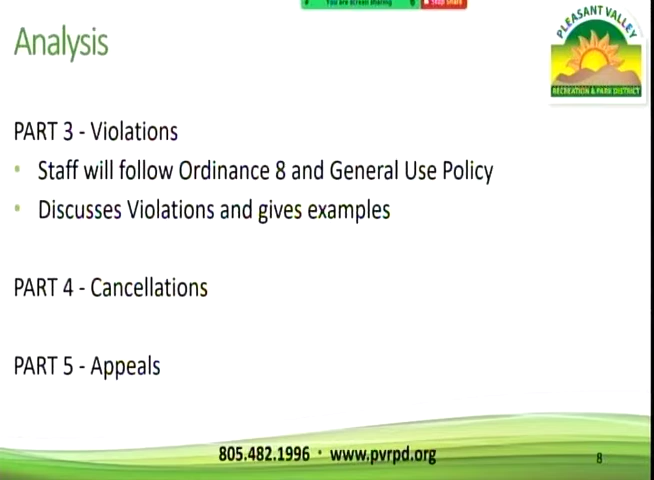 You are screen sharing
Stop Share
Analysis
PLEASANT VALLEY
RECREATION & PARK DISTRICT
PART 3 - Violations
• Staff will follow Ordinance 8 and General Use Policy
• Discusses Violations and gives examples
PART 4 - Cancellations
PART 5 - Appeals
805.482.1996 · www.pvrpd.org
8